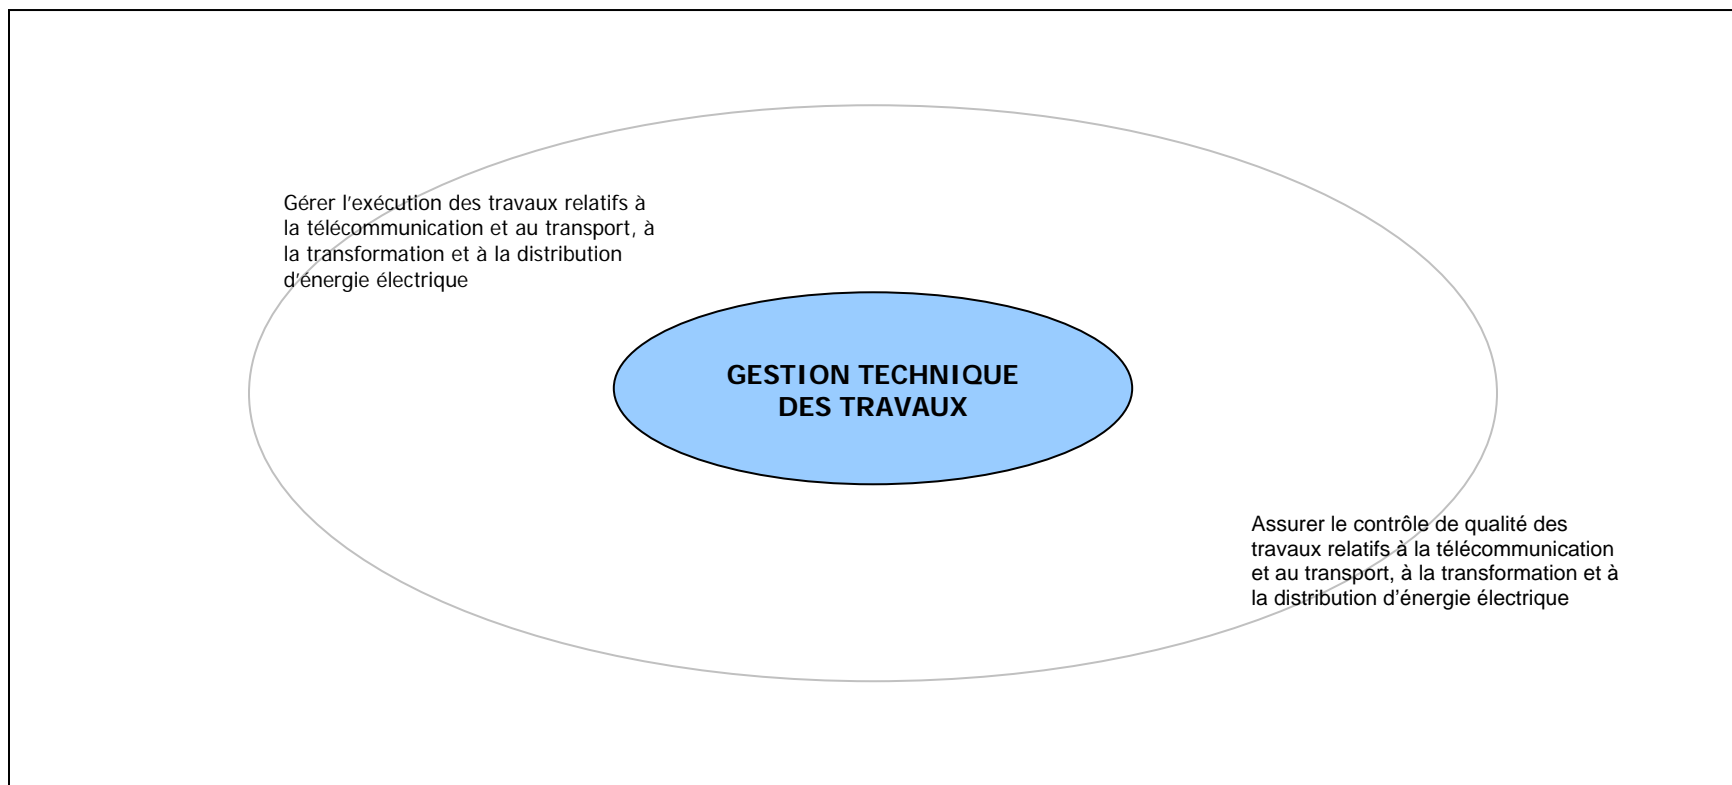 Gérer l'exécution des travaux relatifs à
la télécommunication et au transport, à
la transformation et à la distribution
d'énergie électrique
GESTION TECHNIQUE
DES TRAVAUX
Assurer le contrôle de qualité des
travaux relatifs à la télécommunication
et au transport, à la transformation et à
la distribution d'énergie électrique